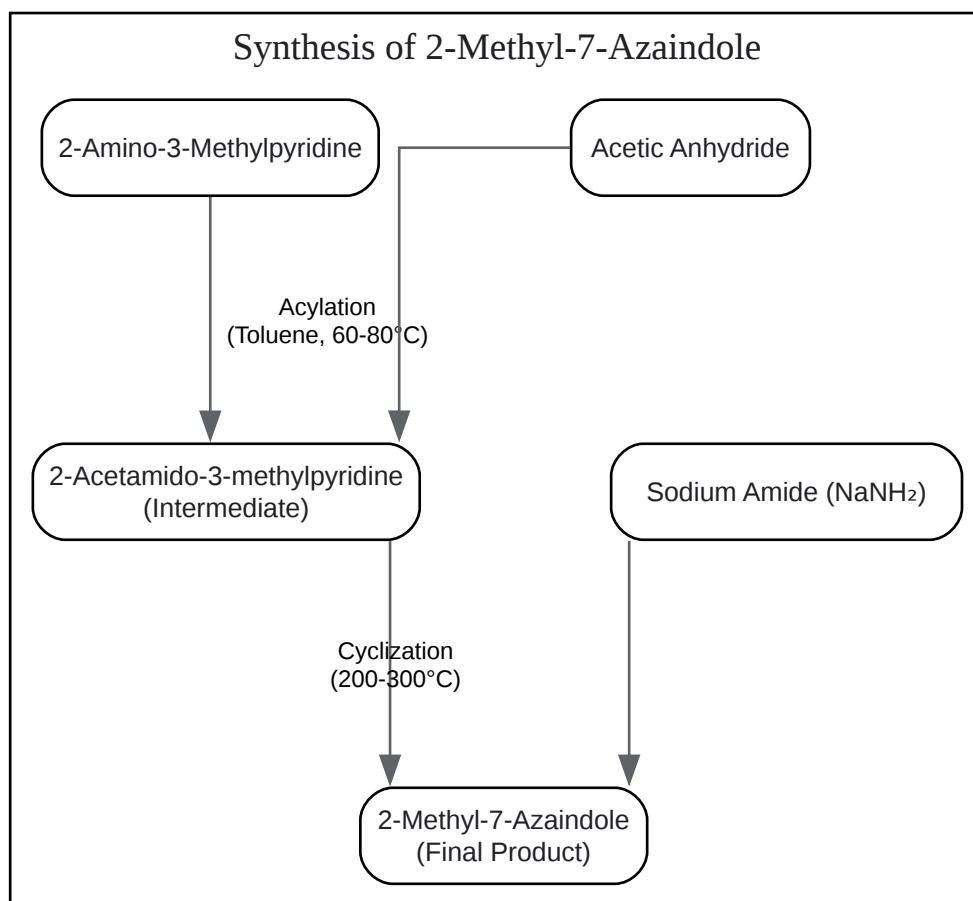 Synthesis of 2-Methyl-7-Azaindole
2-Amino-3-Methylpyridine
Acetic Anhydride
Acylation
(Toluene, 60-80°C)
2-Acetamido-3-methylpyridine
(Intermediate)
Sodium Amide (NaNH₂)
Cyclization
(200-300°C)
2-Methyl-7-Azaindole
(Final Product)